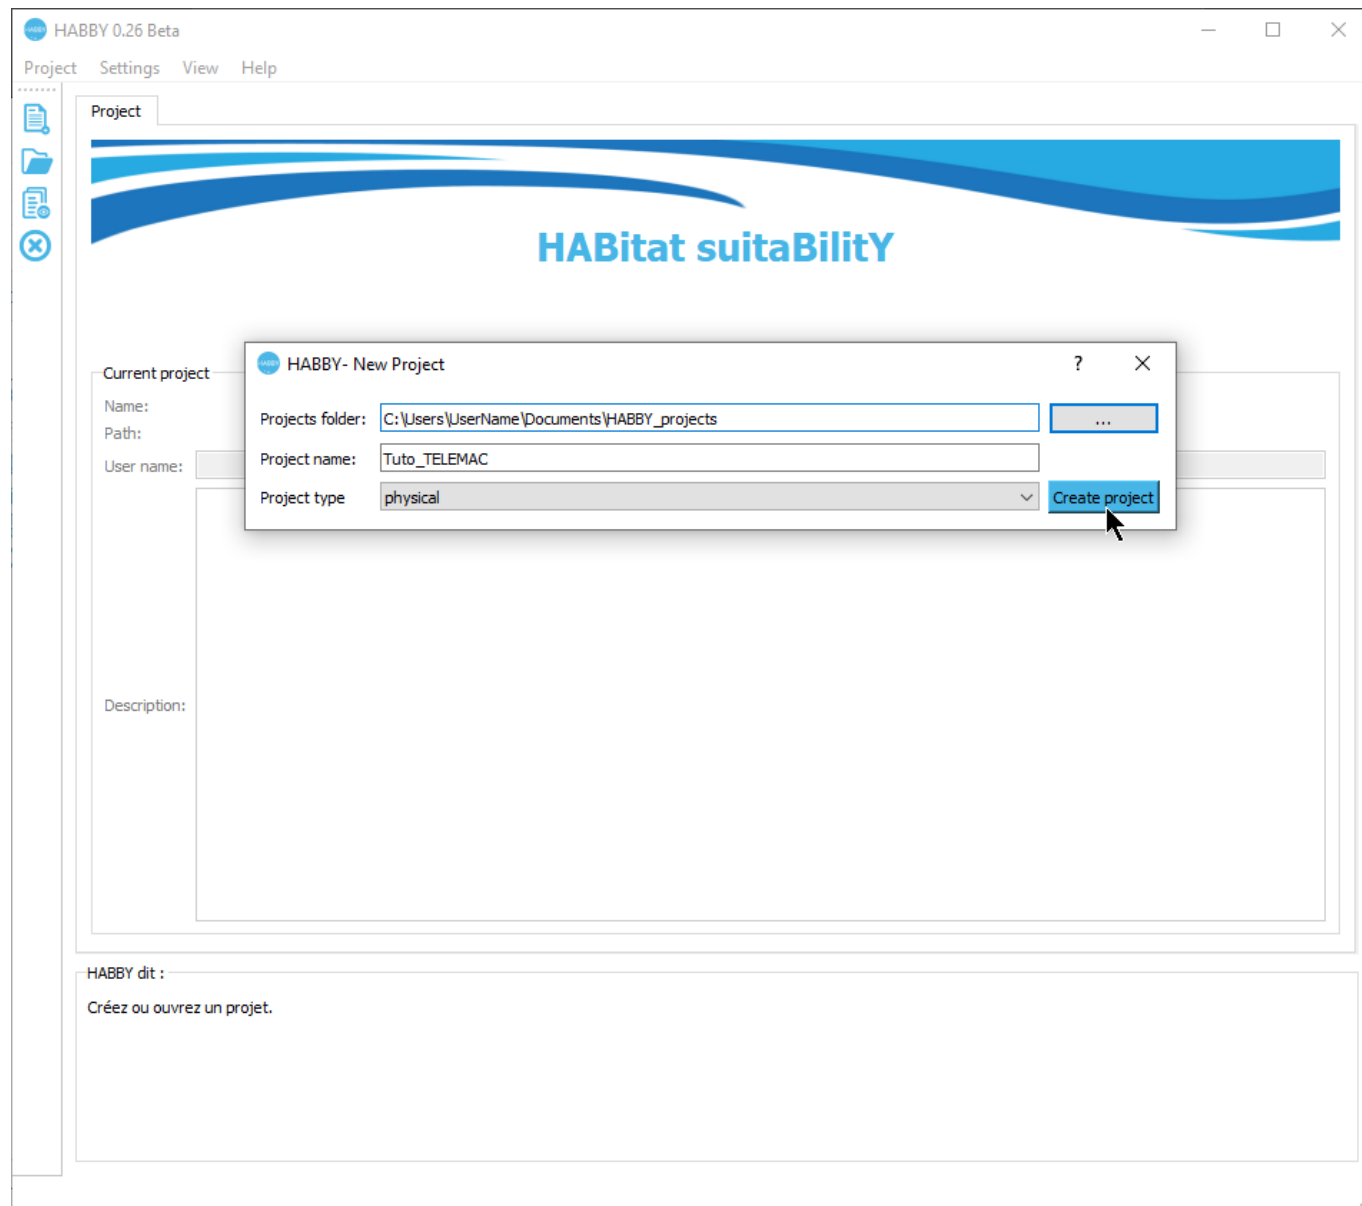 HABBY 0.26 Beta
Project Settings View Help
Project
HABitat suitaBilitY
Current project
Name:
Path:
User name:
Description:
HABBY- New Project ?
Projects folder: C:\Users\UserName\Documents\HABBY_projects ...
Project name: Tuto_TELEMAC
Project type physical Create project
HABBY dit :
Créez ou ouvrez un projet.